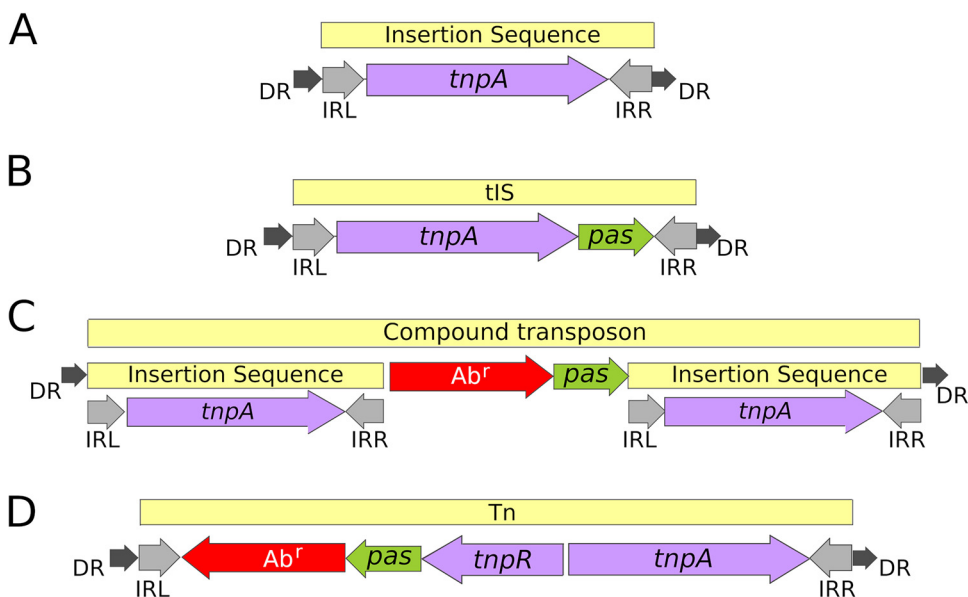 A
Insertion Sequence
DR IRL tnpA IRR DR
B
tIS
DR IRL tnpA pas IRR DR
C
Compound transposon
DR Insertion Sequence Abʳ pas Insertion Sequence DR
IRL tnpA IRR IRL tnpA IRR
D
Tn
DR IRL Abʳ pas tnpR tnpA IRR DR